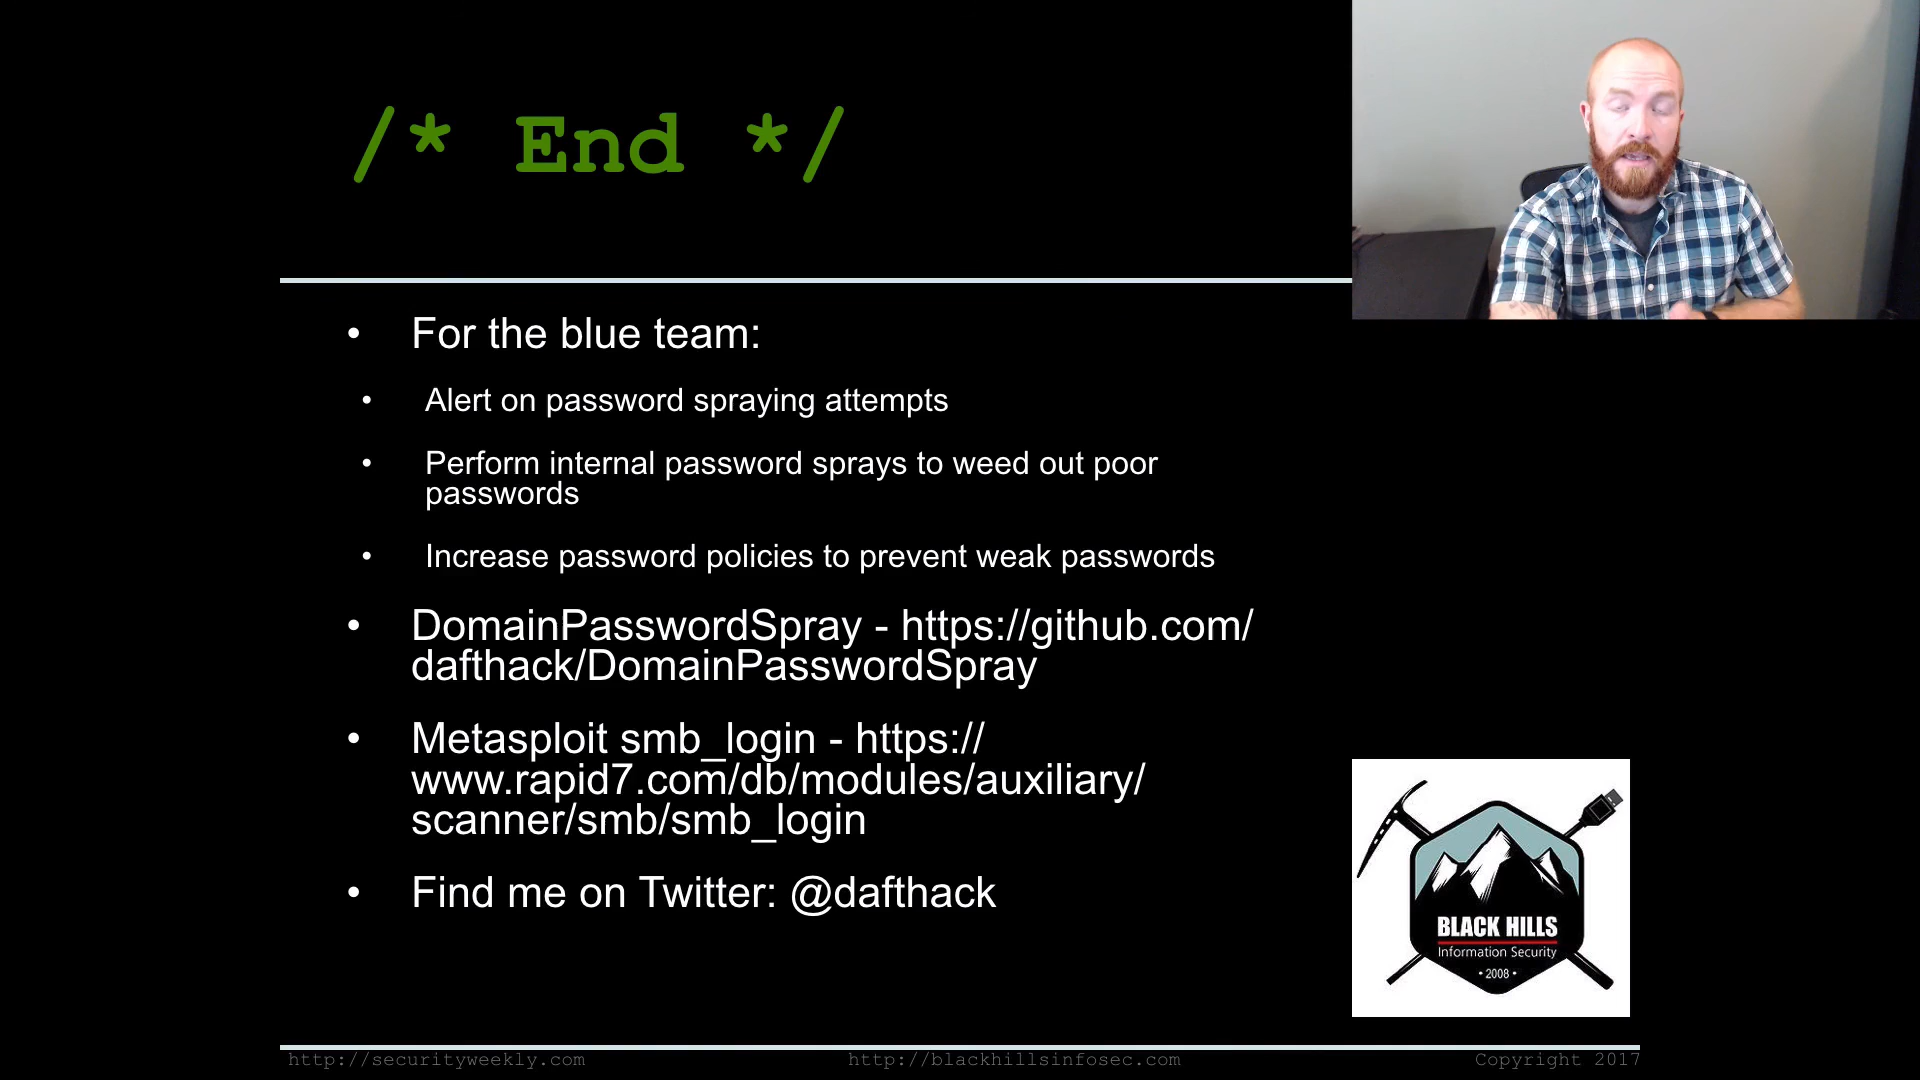 /* End */
• For the blue team:
• Alert on password spraying attempts
• Perform internal password sprays to weed out poor
passwords
• Increase password policies to prevent weak passwords
• DomainPasswordSpray - https://github.com/
dafthack/DomainPasswordSpray
• Metasploit smb_login - https://
www.rapid7.com/db/modules/auxiliary/
scanner/smb/smb_login
• Find me on Twitter: @dafthack
BLACK HILLS
Information Security
• 2008 •
http://securityweekly.com
http://blackhillsinfosec.com
Copyright 2017